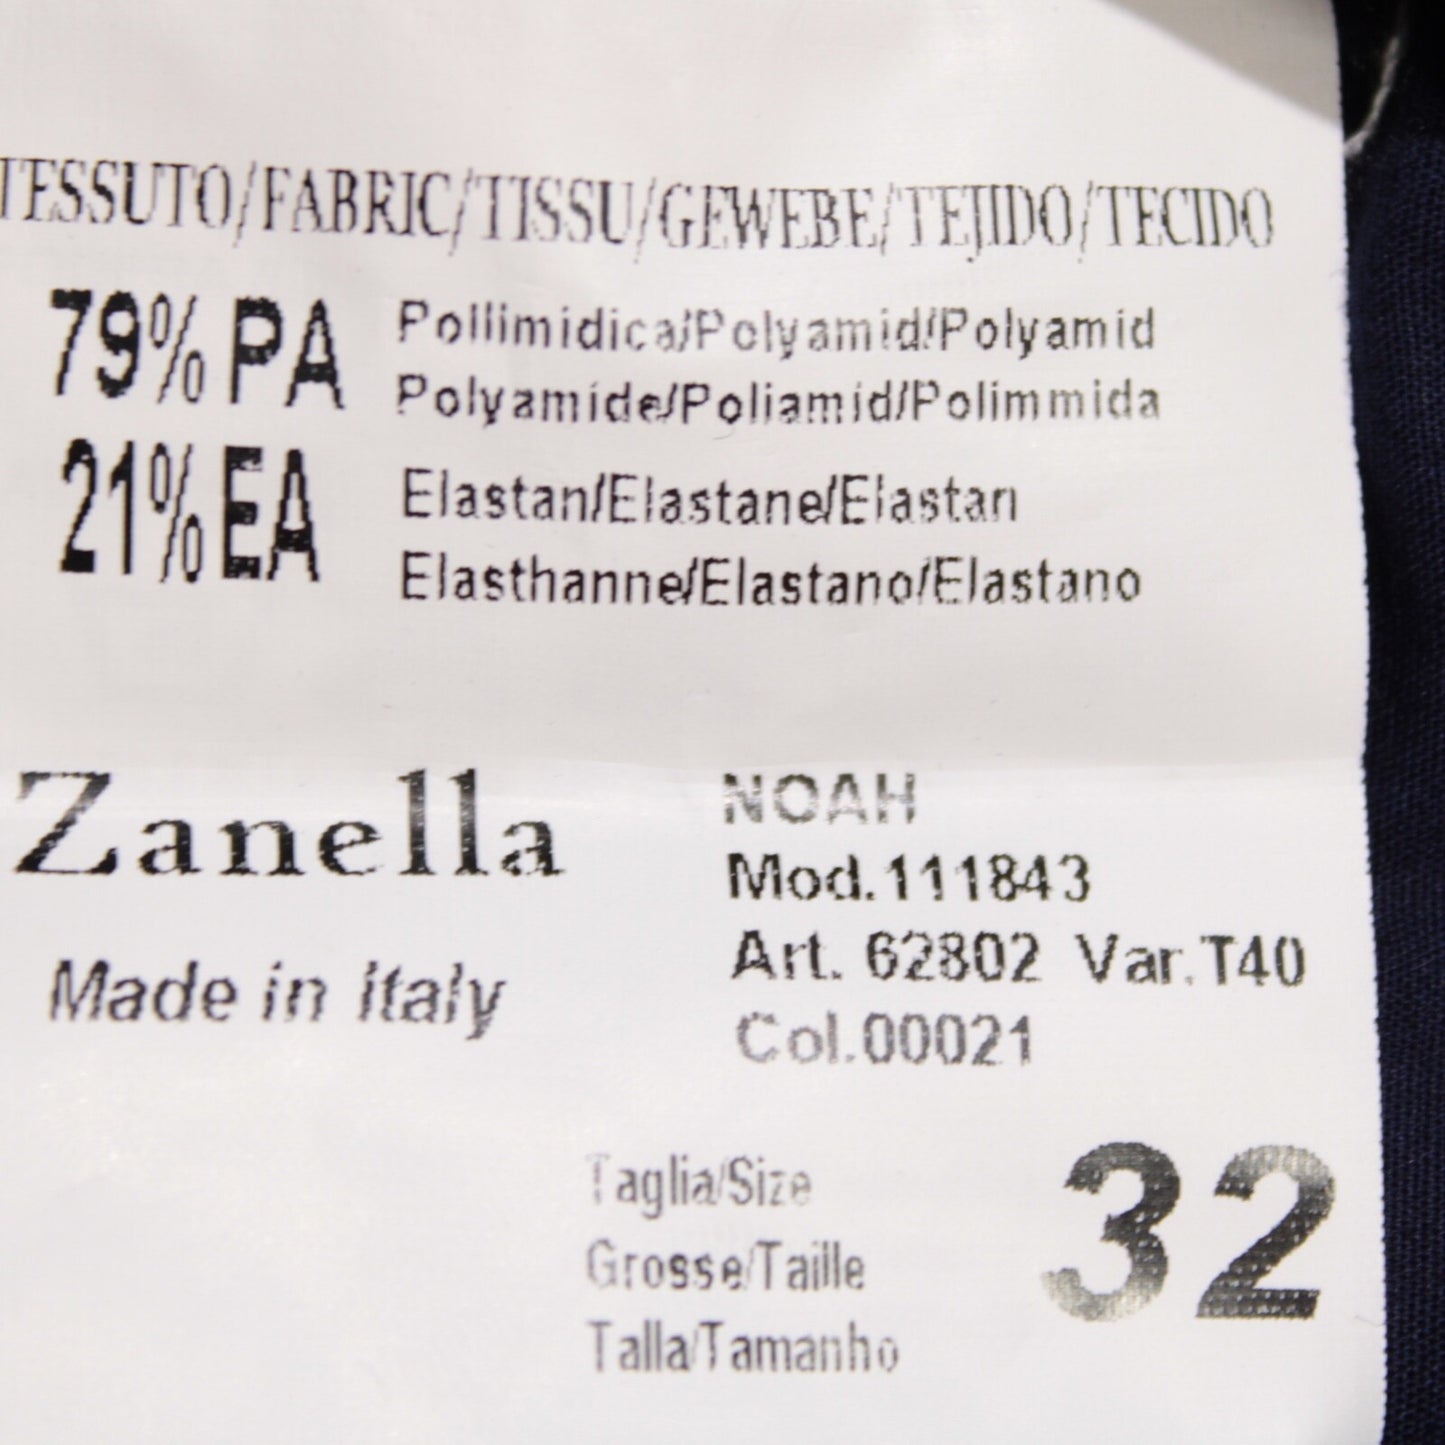 TESSUTO/FABRIC/TISSU/GEWEBE/TEJIDO/TECIDO
79% PA Pollimidica/Polyamid/Polyamid
Polyamide/Poliamid/Polimmida
21% EA Elastan/Elastane/Elastan
Elasthanne/Elastano/Elastano
Zanella
Made in italy
NOAH
Mod.111843
Art. 62802 Var.T40
Col.00021
Taglia/Size
Grosse/Taille
Talla/Tamanho
32